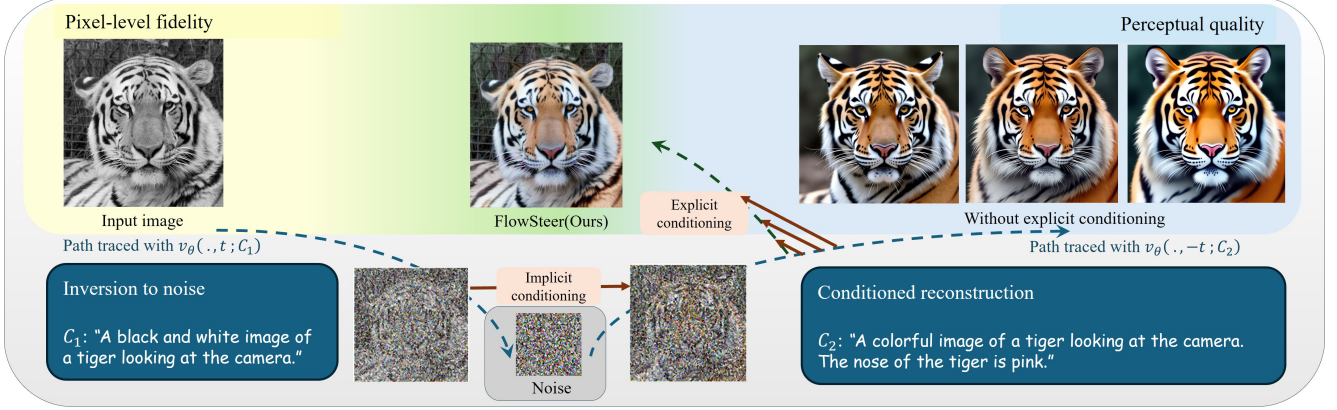 Pixel-level fidelity
Perceptual quality
Input image
FlowSteer(Ours)
Explicit
conditioning
Without explicit conditioning
Path traced with v_θ(.,t;C_1)
Path traced with v_θ(.,−t;C_2)
Inversion to noise
C_1: “A black and white image of
a tiger looking at the camera.”
Implicit
conditioning
Noise
Conditioned reconstruction
C_2: “A colorful image of a tiger looking at the camera.
The nose of the tiger is pink.”